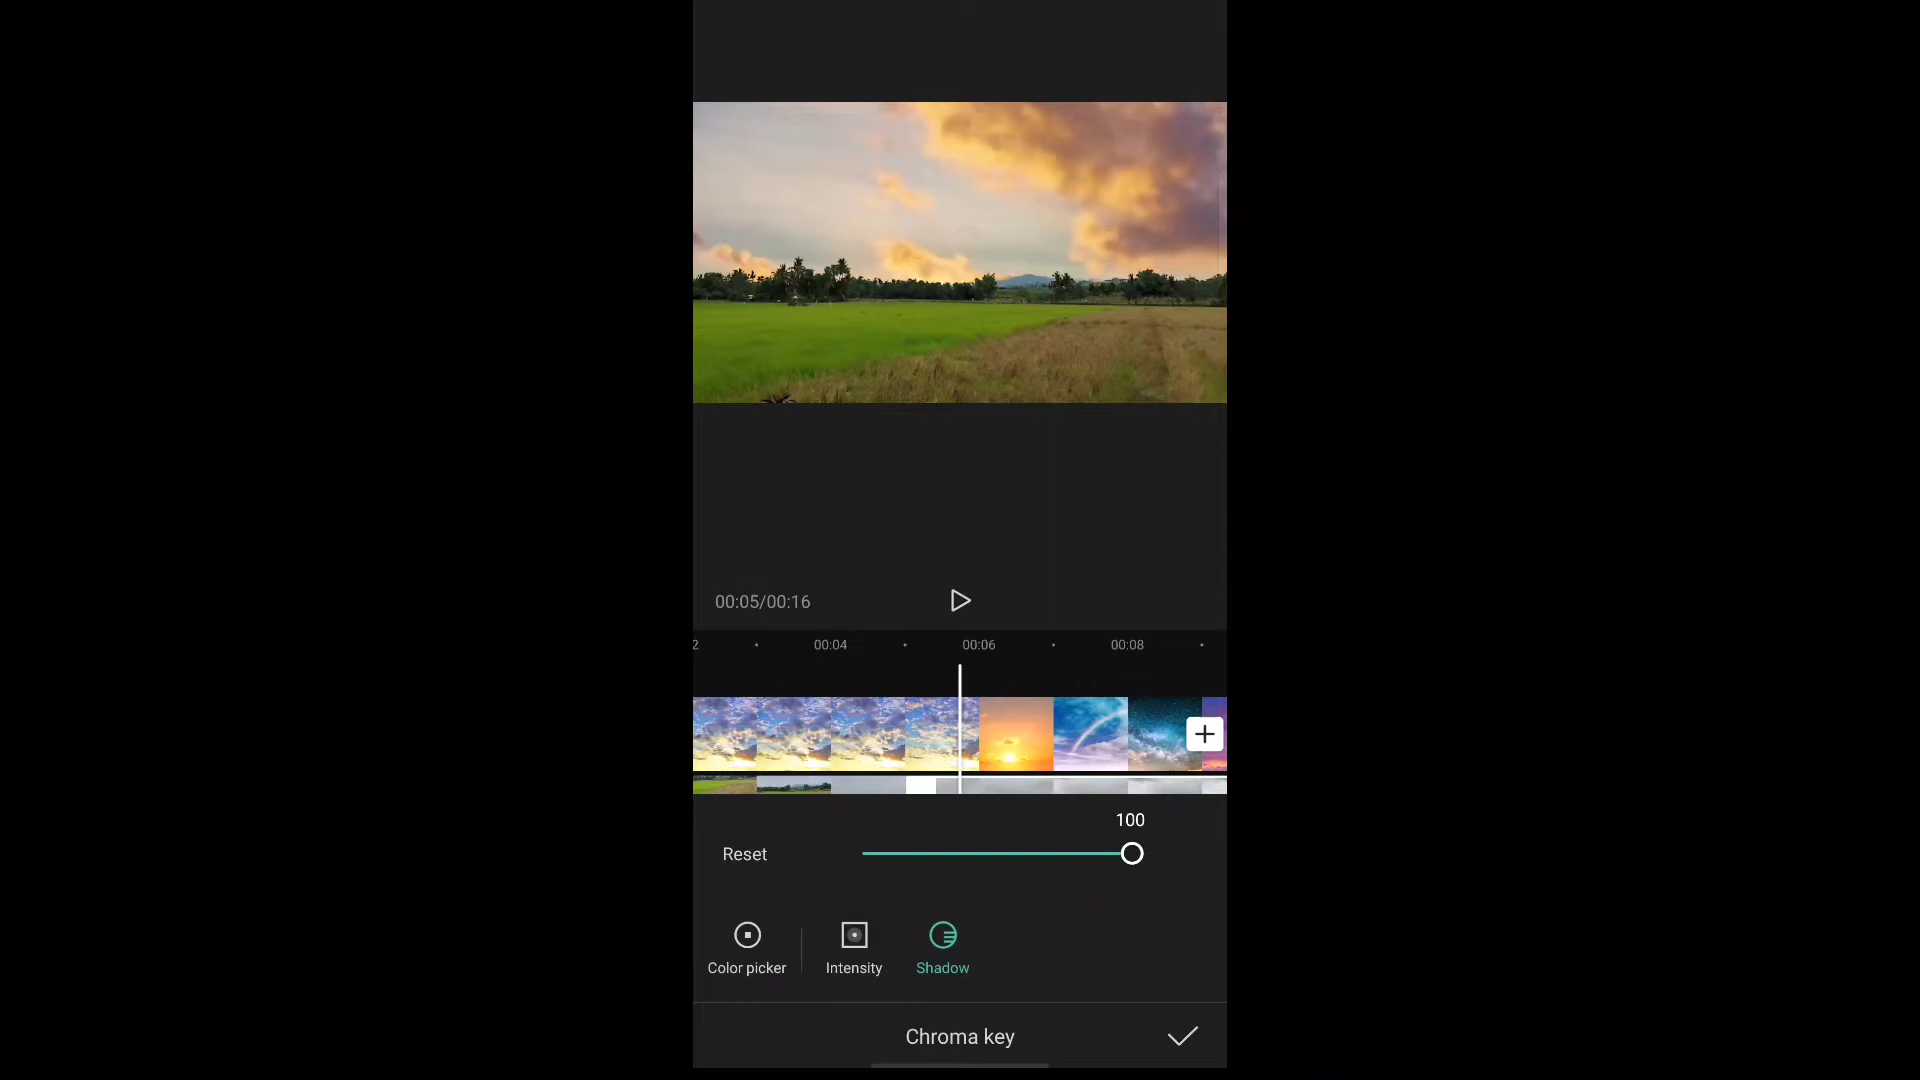 00:05/00:16
2 00:04 00:06 00:08
100
Reset
Color picker Intensity Shadow
Chroma key